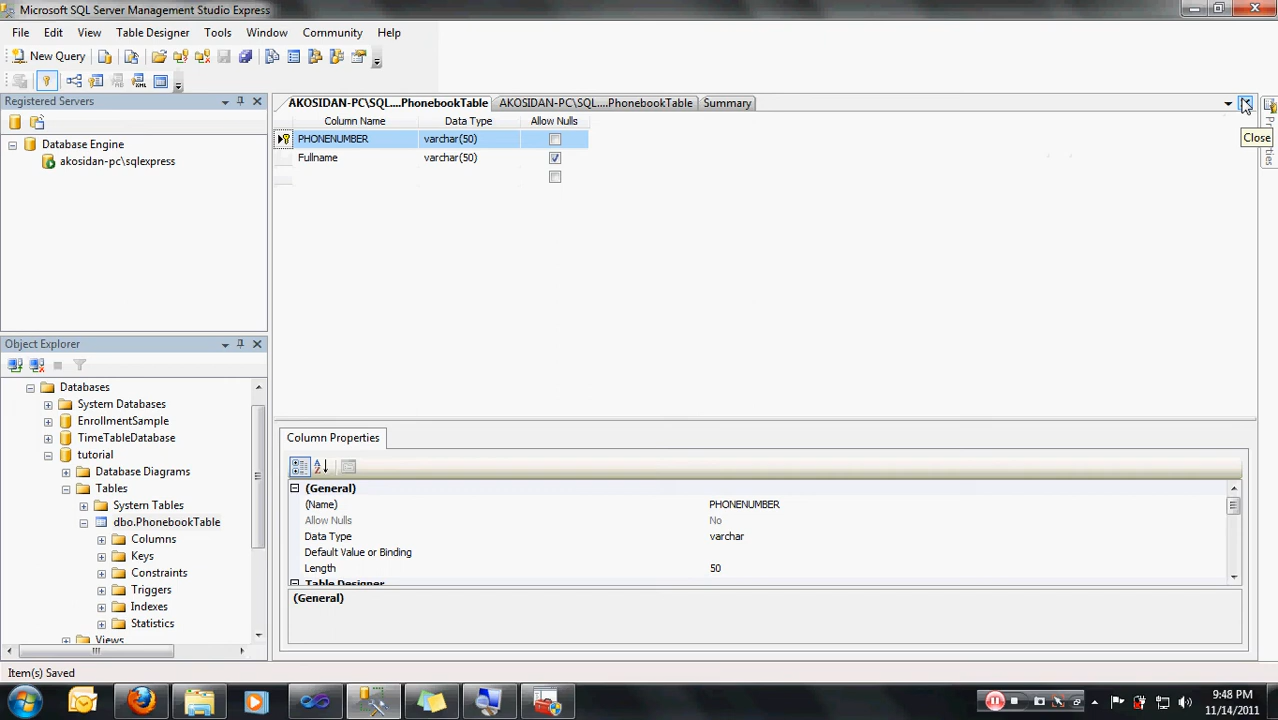 Microsoft SQL Server Management Studio Express
File Edit View Table Designer Tools Window Community Help
New Query
Registered Servers
Database Engine
akosidan-pc\sqlexpress
AKOSIDAN-PC\SQL....PhonebookTable AKOSIDAN-PC\SQL....PhonebookTable Summary
Close
Properties
Column Name Data Type Allow Nulls
PHONENUMBER varchar(50)
Fullname varchar(50)
Object Explorer
Databases
System Databases
EnrollmentSample
TimeTableDatabase
tutorial
Database Diagrams
Tables
System Tables
dbo.PhonebookTable
Columns
Keys
Constraints
Triggers
Indexes
Statistics
Views
Column Properties
(General)
(Name) PHONENUMBER
Allow Nulls No
Data Type varchar
Default Value or Binding
Length 50
Table Designer
(General)
Item(s) Saved
9:48 PM
11/14/2011